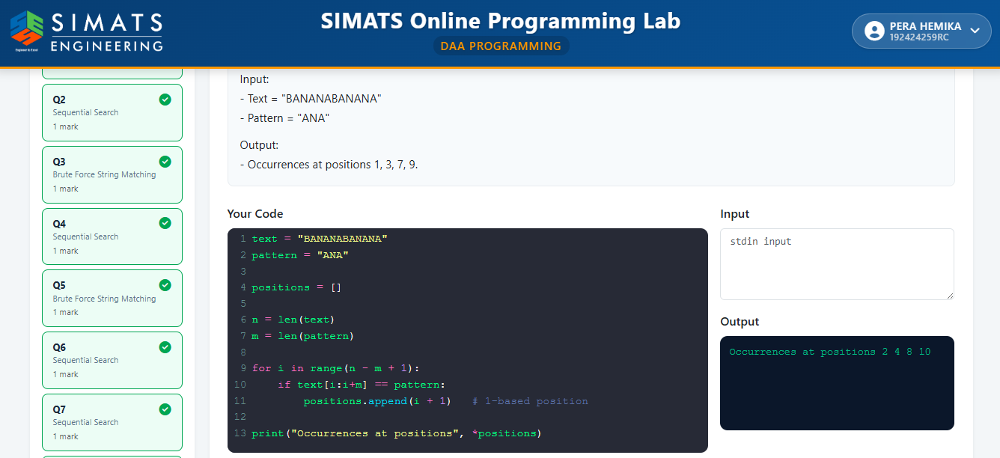 SIMATS
ENGINEERING
Engineer to Excel
SIMATS Online Programming Lab
DAA PROGRAMMING
PERA HEMIKA
192424259RC
Q2
Sequential Search
1 mark
Q3
Brute Force String Matching
1 mark
Q4
Sequential Search
1 mark
Q5
Brute Force String Matching
1 mark
Q6
Sequential Search
1 mark
Q7
Sequential Search
1 mark
Input:
- Text = "BANANABANANA"
- Pattern = "ANA"
Output:
- Occurrences at positions 1, 3, 7, 9.
Your Code
1 text = "BANANABANANA"
2 pattern = "ANA"
3
4 positions = []
5
6 n = len(text)
7 m = len(pattern)
8
9 for i in range(n - m + 1):
10     if text[i:i+m] == pattern:
11         positions.append(i + 1)   # 1-based position
12
13 print("Occurrences at positions", *positions)
Input
stdin input
Output
Occurrences at positions 2 4 8 10